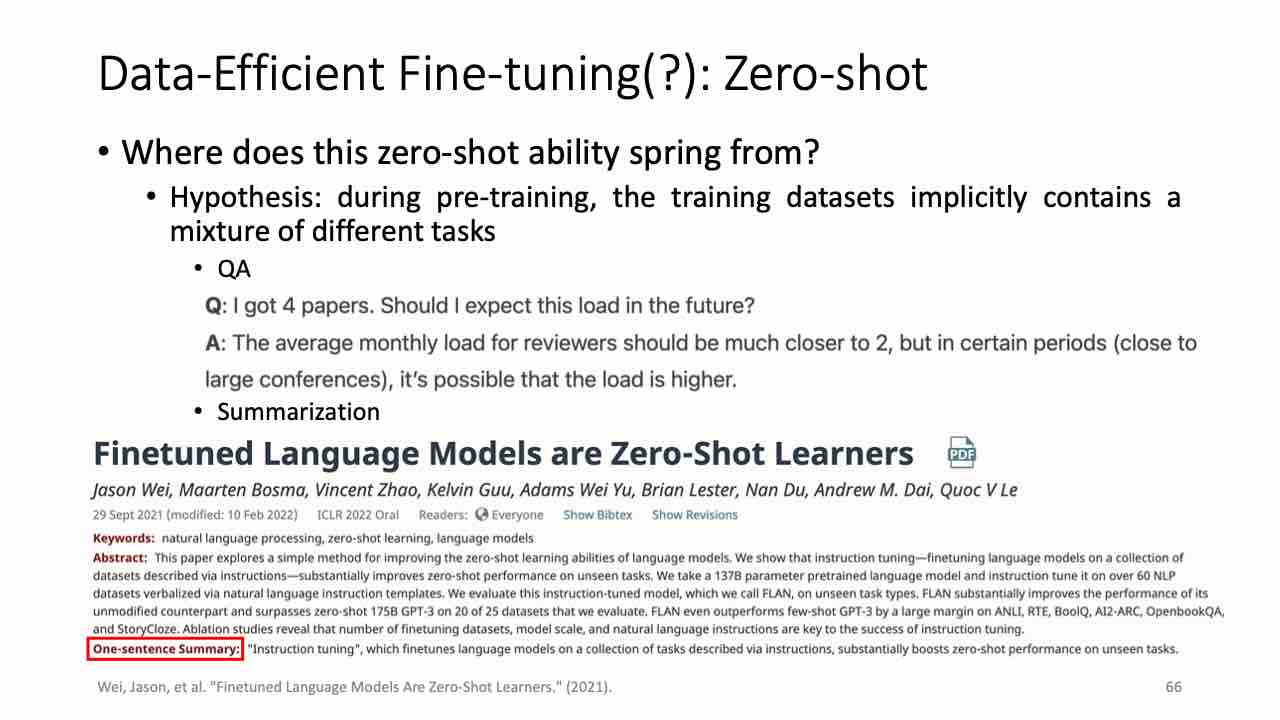 Data-Efficient Fine-tuning(?): Zero-shot
• Where does this zero-shot ability spring from?
• Hypothesis: during pre-training, the training datasets implicitly contains a
mixture of different tasks
• QA
Q: I got 4 papers. Should I expect this load in the future?
A: The average monthly load for reviewers should be much closer to 2, but in certain periods (close to
large conferences), it's possible that the load is higher.
• Summarization
Finetuned Language Models are Zero-Shot Learners PDF
Jason Wei, Maarten Bosma, Vincent Zhao, Kelvin Guu, Adams Wei Yu, Brian Lester, Nan Du, Andrew M. Dai, Quoc V Le
29 Sept 2021 (modified: 10 Feb 2022) ICLR 2022 Oral Readers: Everyone Show Bibtex Show Revisions
Keywords: natural language processing, zero-shot learning, language models
Abstract: This paper explores a simple method for improving the zero-shot learning abilities of language models. We show that instruction tuning—finetuning language models on a collection of
datasets described via instructions—substantially improves zero-shot performance on unseen tasks. We take a 137B parameter pretrained language model and instruction tune it on over 60 NLP
datasets verbalized via natural language instruction templates. We evaluate this instruction-tuned model, which we call FLAN, on unseen task types. FLAN substantially improves the performance of its
unmodified counterpart and surpasses zero-shot 175B GPT-3 on 20 of 25 datasets that we evaluate. FLAN even outperforms few-shot GPT-3 by a large margin on ANLI, RTE, BoolQ, AI2-ARC, OpenbookQA,
and StoryCloze. Ablation studies reveal that number of finetuning datasets, model scale, and natural language instructions are key to the success of instruction tuning.
One-sentence Summary: "Instruction tuning", which finetunes language models on a collection of tasks described via instructions, substantially boosts zero-shot performance on unseen tasks.
Wei, Jason, et al. "Finetuned Language Models Are Zero-Shot Learners." (2021).
66